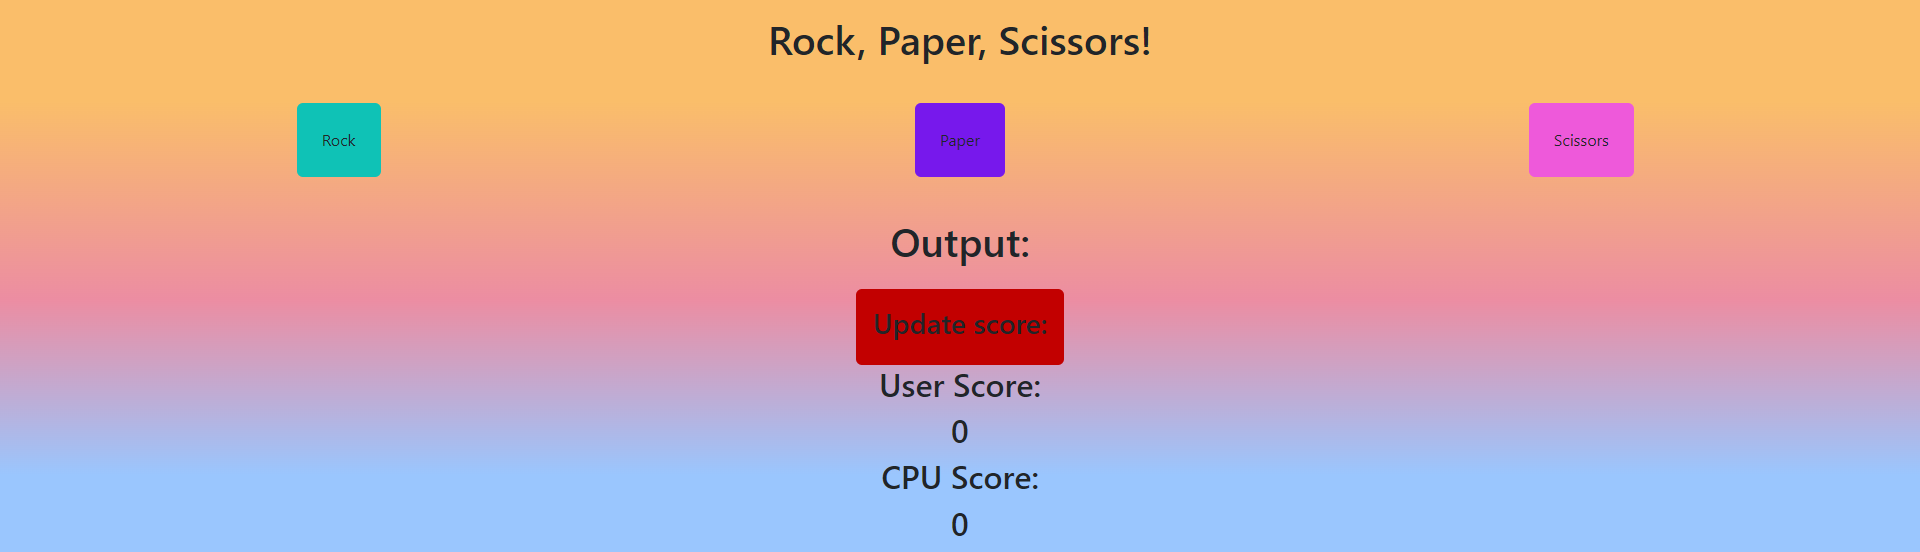 Rock, Paper, Scissors!
Rock Paper Scissors
Output:
Update score:
User Score:
0
CPU Score:
0